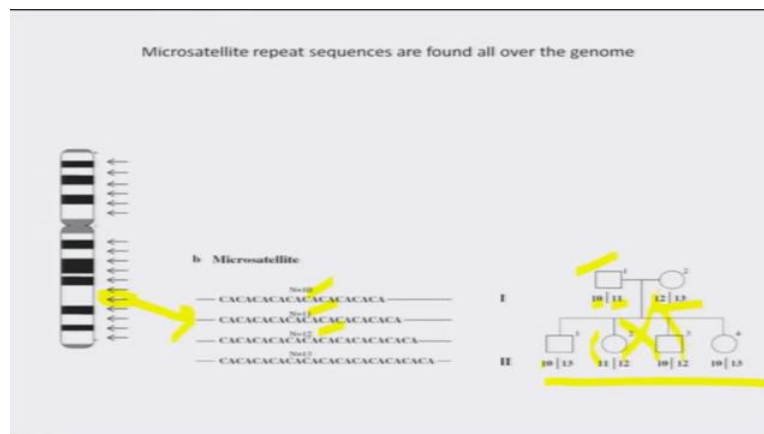 Microsatellite repeat sequences are found all over the genome
b Microsatellite
N=10
CACACACACACACACACACA
N=11
CACACACACACACACACACACA
N=12
CACACACACACACACACACACACA
N=13
CACACACACACACACACACACACACA
I
1
2
10 11
12 13
II
1
2
3
4
10 13
11 12
10 12
10 13